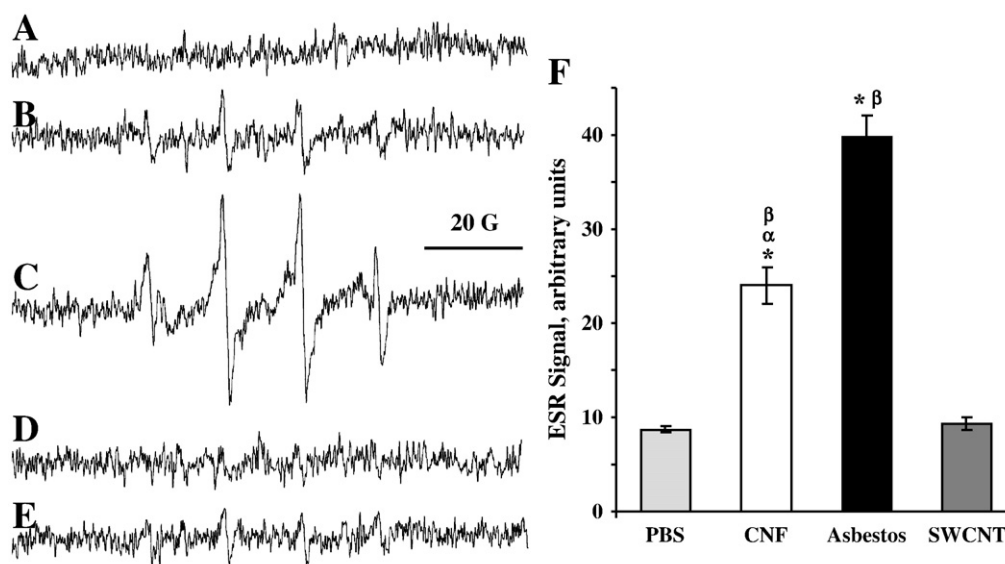 A
B
C
D
E
20 G
F
ESR Signal, arbitrary units
40
30
20
10
0
β
α
*
* β
PBS
CNF
Asbestos
SWCNT